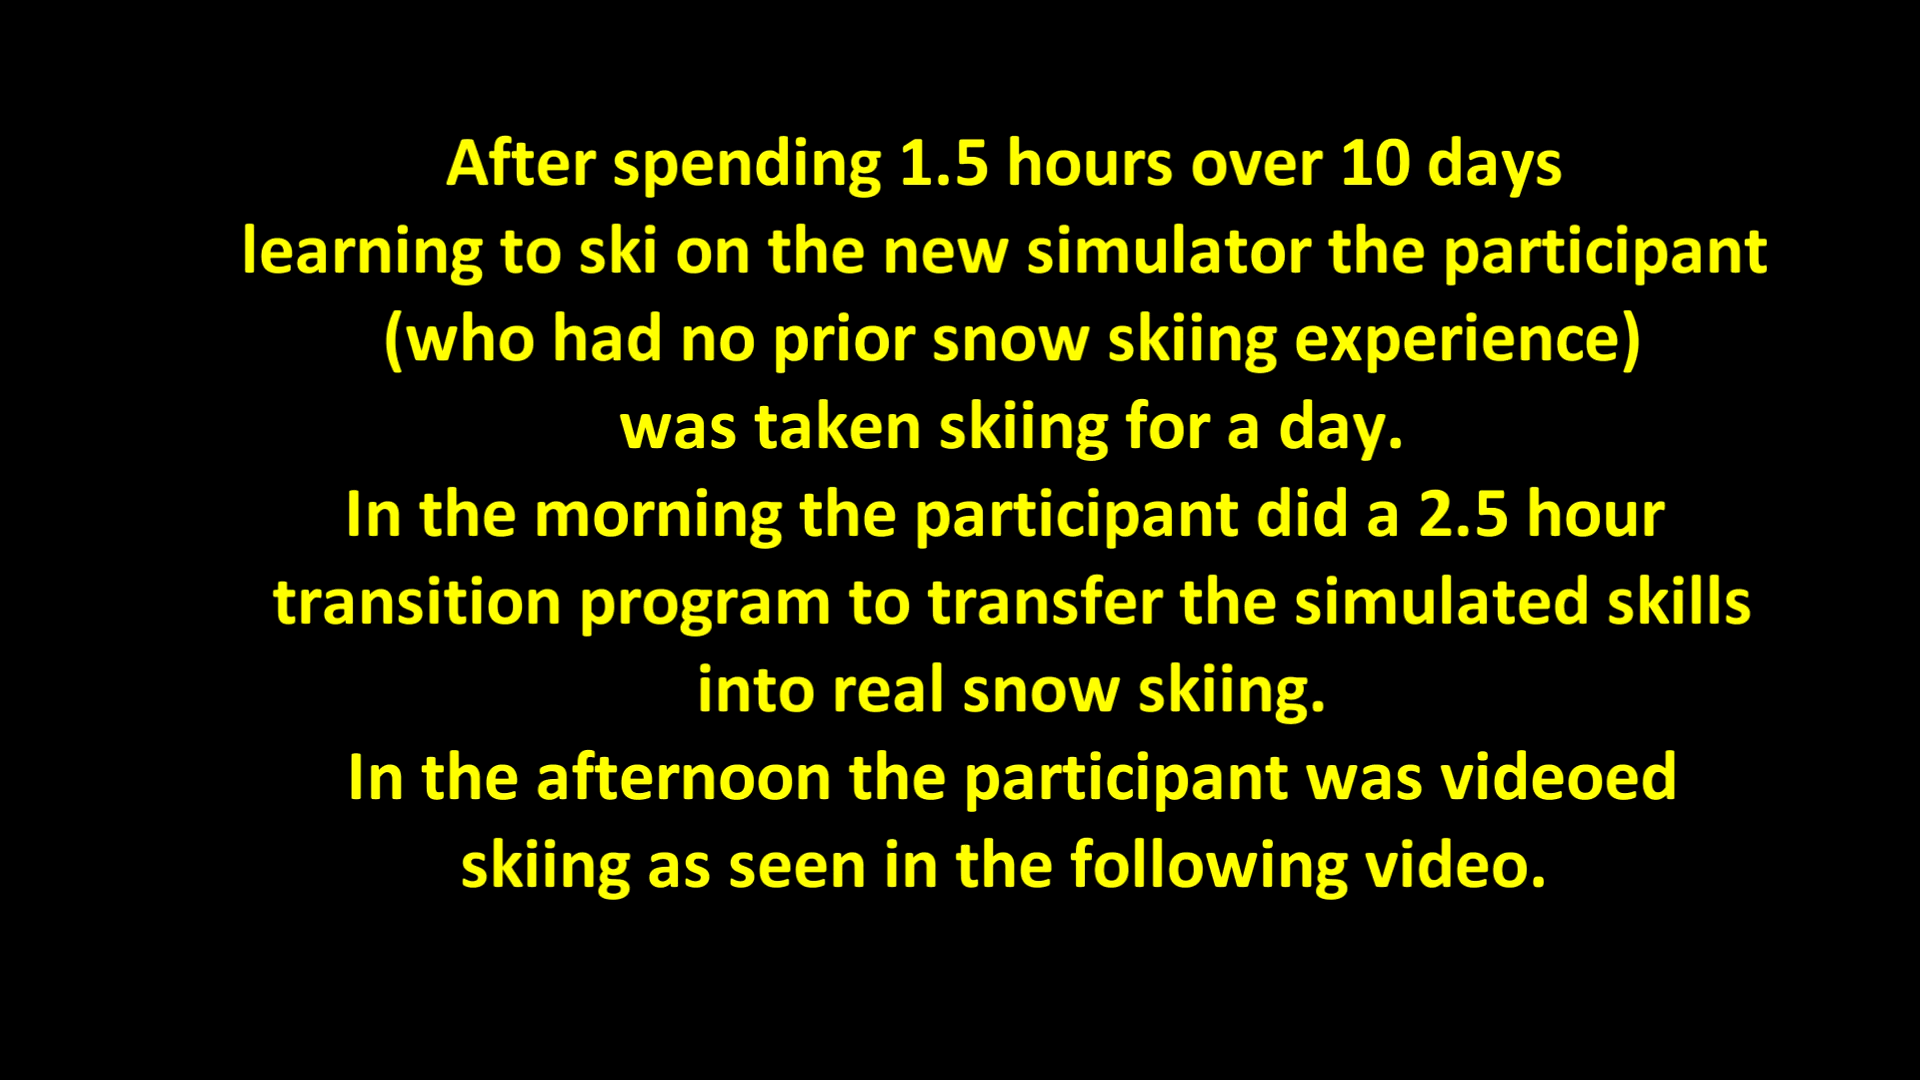 After spending 1.5 hours over 10 days
learning to ski on the new simulator the participant
(who had no prior snow skiing experience)
was taken skiing for a day.
In the morning the participant did a 2.5 hour
transition program to transfer the simulated skills
into real snow skiing.
In the afternoon the participant was videoed
skiing as seen in the following video.